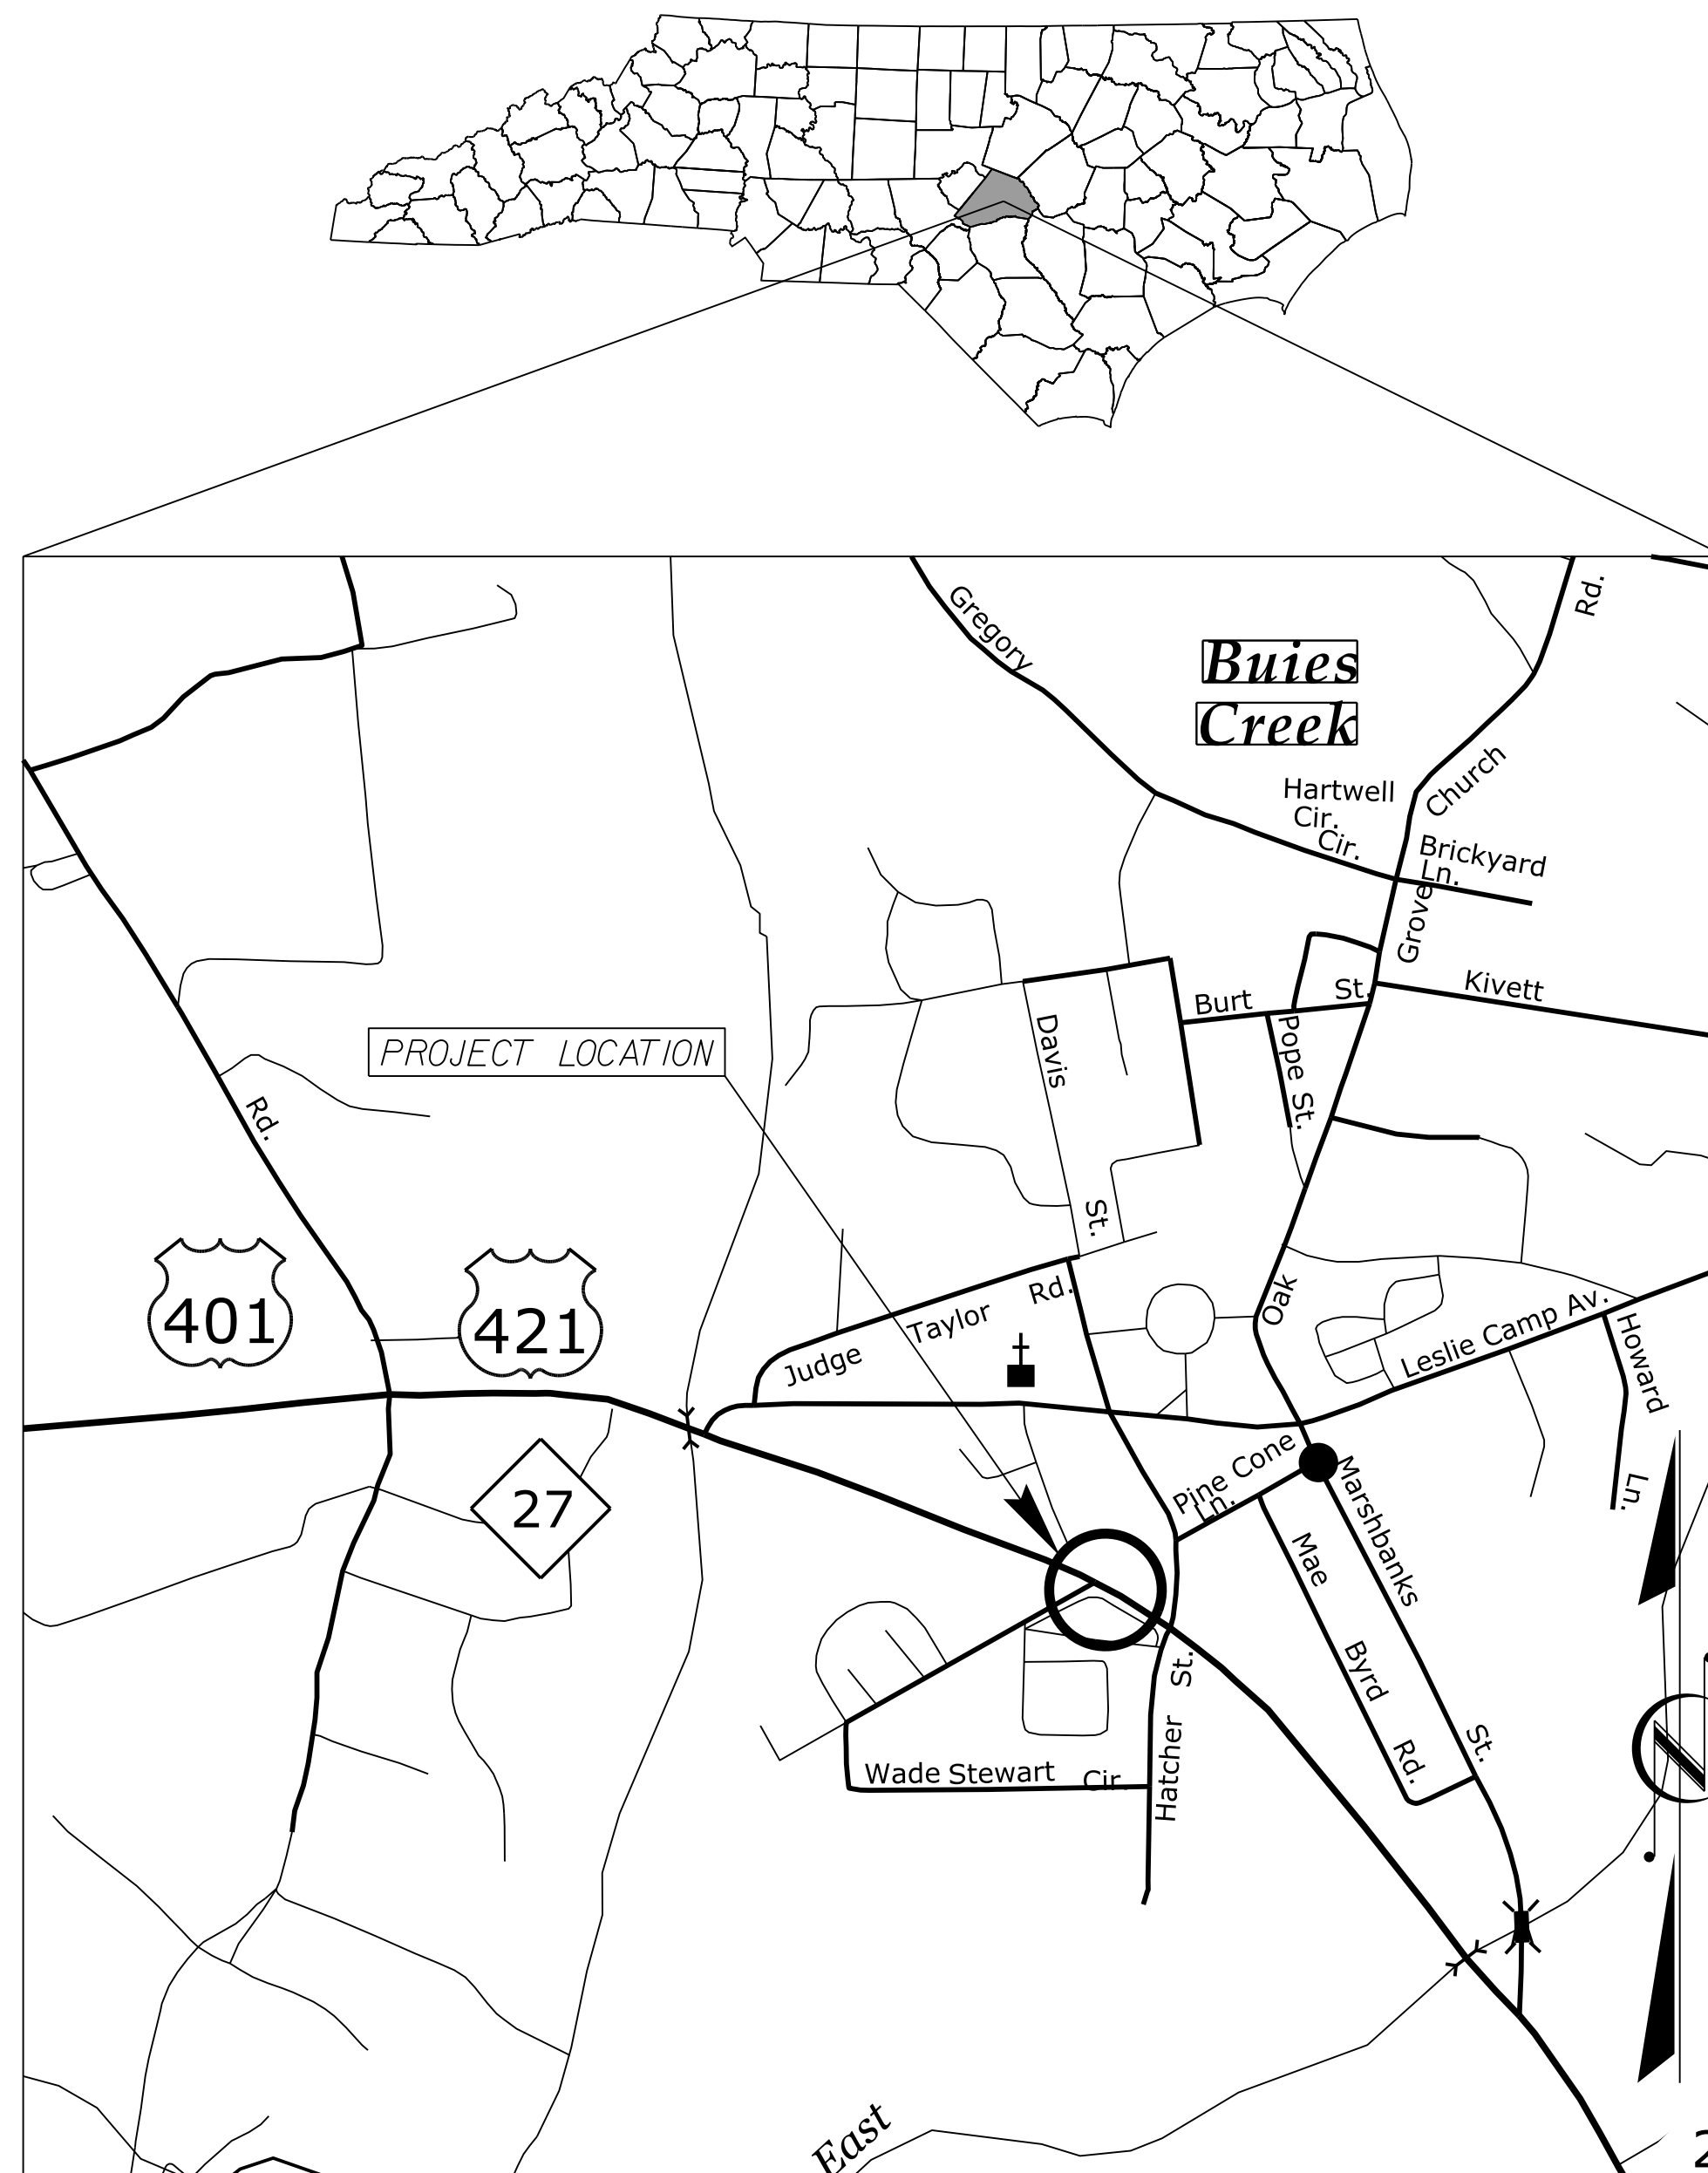 Gregory
Rd.
Buies
Creek
Church
Hartwell
Cir.
Cir.
Brickyard
Ln.
Grove
Kivett
Burt
St.
PROJECT LOCATION
Davis
Pope St.
Rd.
St.
401
421
Oak
Rd.
Taylor
Judge
Leslie Camp Av.
Howard
Ln.
Pine Cone
Ln.
Marshbanks
27
Mae
Byrd
Rd.
St.
St.
Hatcher
Wade Stewart
Cir.
East